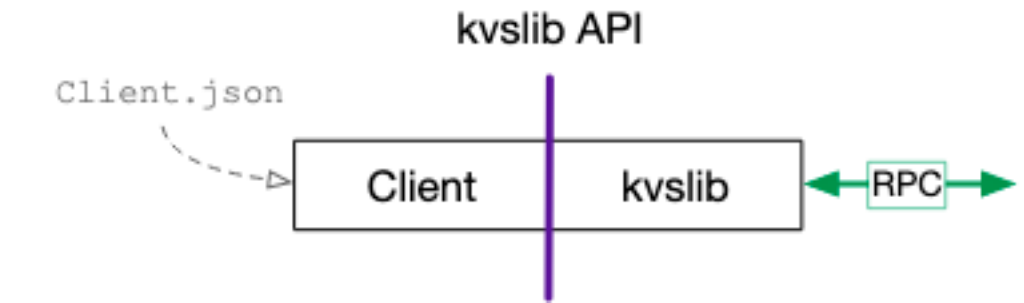 kvslib API
Client.json
Client
kvslib
RPC